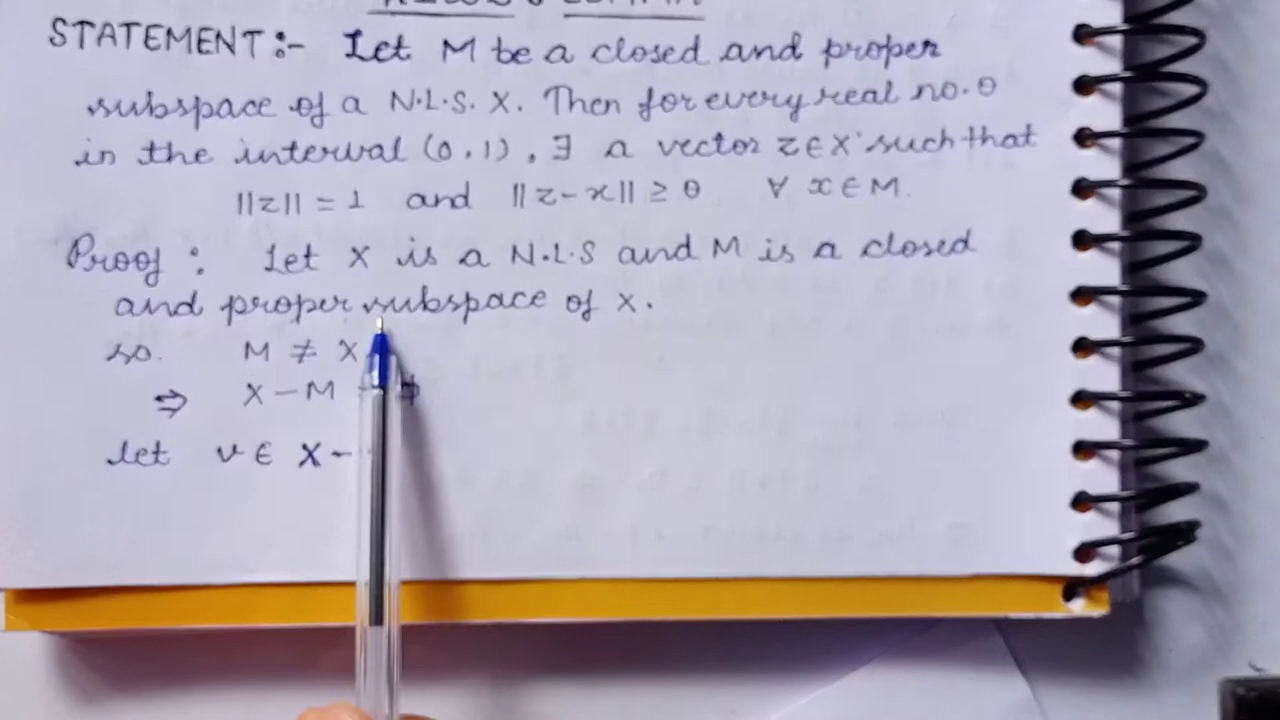 STATEMENT:- Let M be a closed and proper
subspace of a N.L.S. X. Then for every real no. θ
in the interval (0,1), ∃ a vector z∈X such that
||z|| = 1 and ||z-x|| ≥ θ ∀ x∈M.
Proof : Let X is a N.L.S and M is a closed
and proper subspace of X.
so. M ≠ X
⇒ X - M
let v ∈ X -